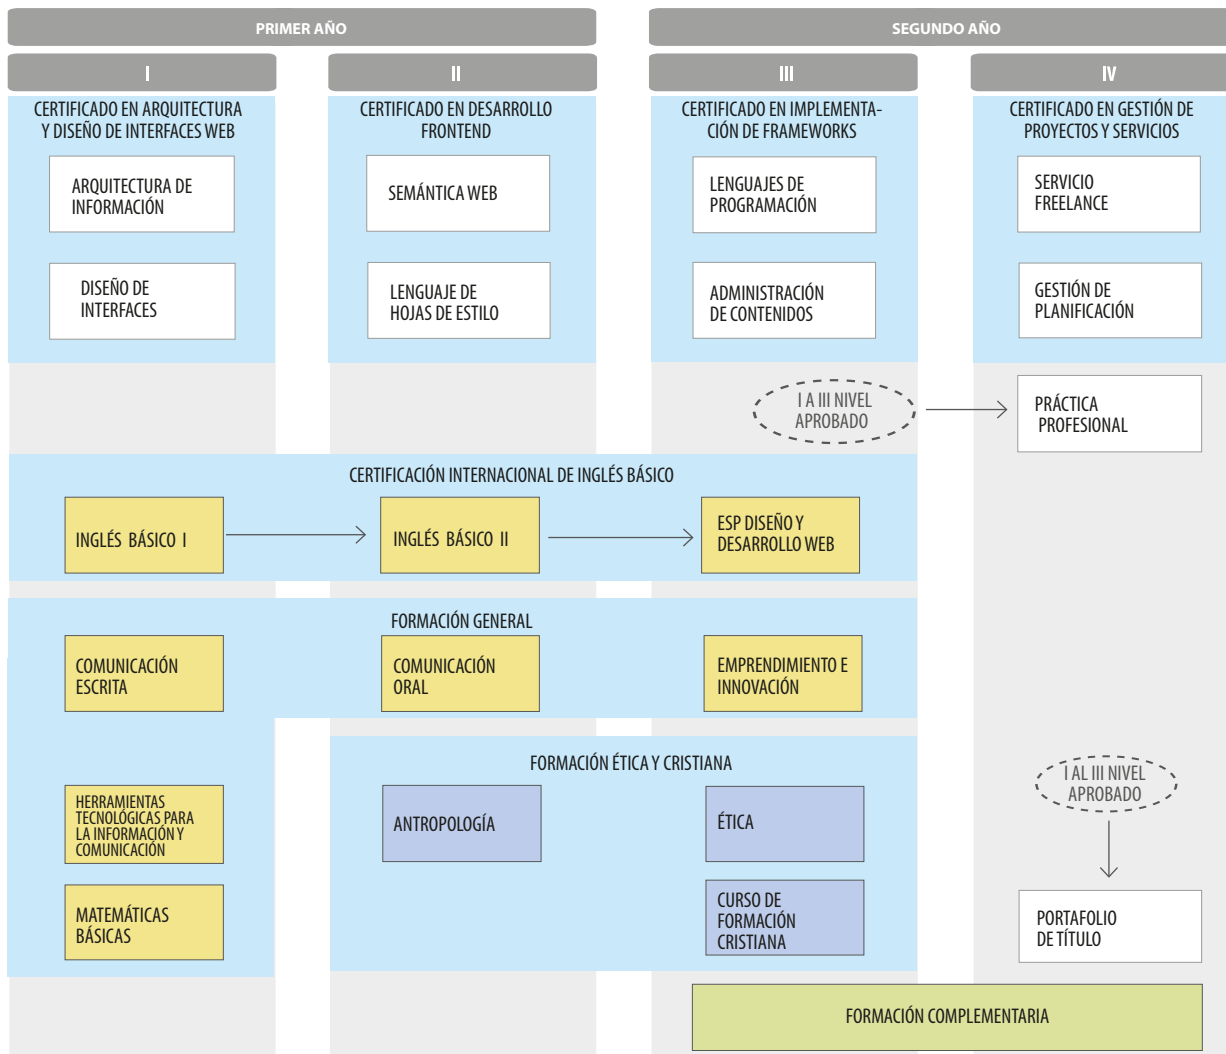 PRIMER AÑO
SEGUNDO AÑO
I
II
III
IV
CERTIFICADO EN ARQUITECTURA
Y DISEÑO DE INTERFACES WEB
CERTIFICADO EN DESARROLLO
FRONTEND
CERTIFICADO EN IMPLEMENTA-
CIÓN DE FRAMEWORKS
CERTIFICADO EN GESTIÓN DE
PROYECTOS Y SERVICIOS
ARQUITECTURA DE
INFORMACIÓN
SEMÁNTICA WEB
LENGUAJES DE
PROGRAMACIÓN
SERVICIO
FREELANCE
DISEÑO DE
INTERFACES
LENGUAJE DE
HOJAS DE ESTILO
ADMINISTRACIÓN
DE CONTENIDOS
GESTIÓN DE
PLANIFICACIÓN
I A III NIVEL
APROBADO
PRÁCTICA
PROFESIONAL
CERTIFICACIÓN INTERNACIONAL DE INGLÉS BÁSICO
INGLÉS BÁSICO I
INGLÉS BÁSICO II
ESP DISEÑO Y
DESARROLLO WEB
FORMACIÓN GENERAL
COMUNICACIÓN
ESCRITA
COMUNICACIÓN
ORAL
EMPRENDIMIENTO E
INNOVACIÓN
FORMACIÓN ÉTICA Y CRISTIANA
HERRAMIENTAS
TECNOLÓGICAS PARA
LA INFORMACIÓN Y
COMUNICACIÓN
ANTROPOLOGÍA
ÉTICA
I AL III NIVEL
APROBADO
MATEMÁTICAS
BÁSICAS
CURSO DE
FORMACIÓN
CRISTIANA
PORTAFOLIO
DE TÍTULO
FORMACIÓN COMPLEMENTARIA